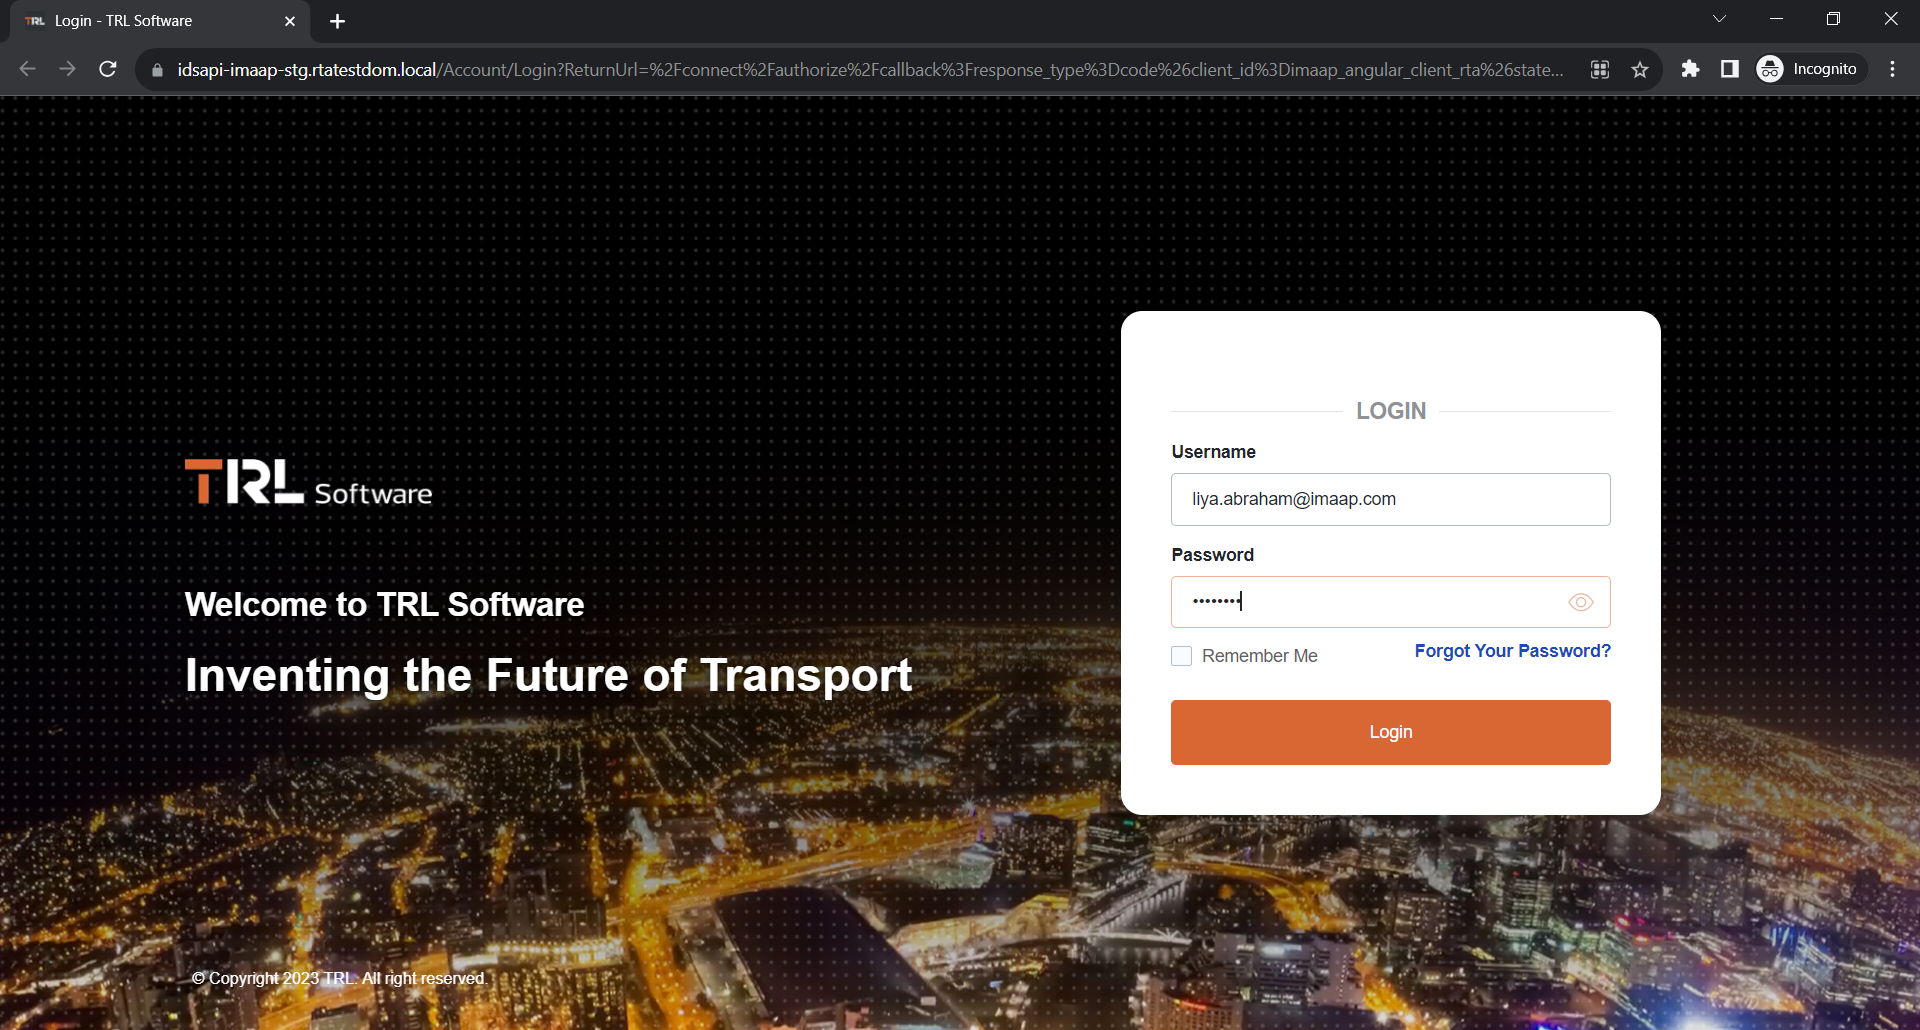 TRL Login - TRL Software
idsapi-imaap-stg.rtatestdom.local/Account/Login?ReturnUrl=%2Fconnect%2Fauthorize%2Fcallback%3Fresponse_type%3Dcode%26client_id%3Dimaap_angular_client_rta%26state...
Incognito
TRL Software
Welcome to TRL Software
Inventing the Future of Transport
© Copyright 2023 TRL. All right reserved.
LOGIN
Username
liya.abraham@imaap.com
Password
••••••••
Remember Me
Forgot Your Password?
Login